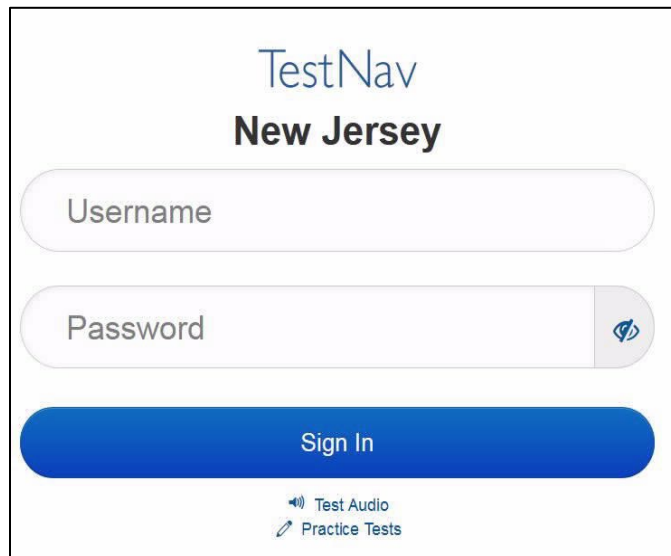 TestNav
New Jersey
Username
Password
Sign In
Test Audio
Practice Tests